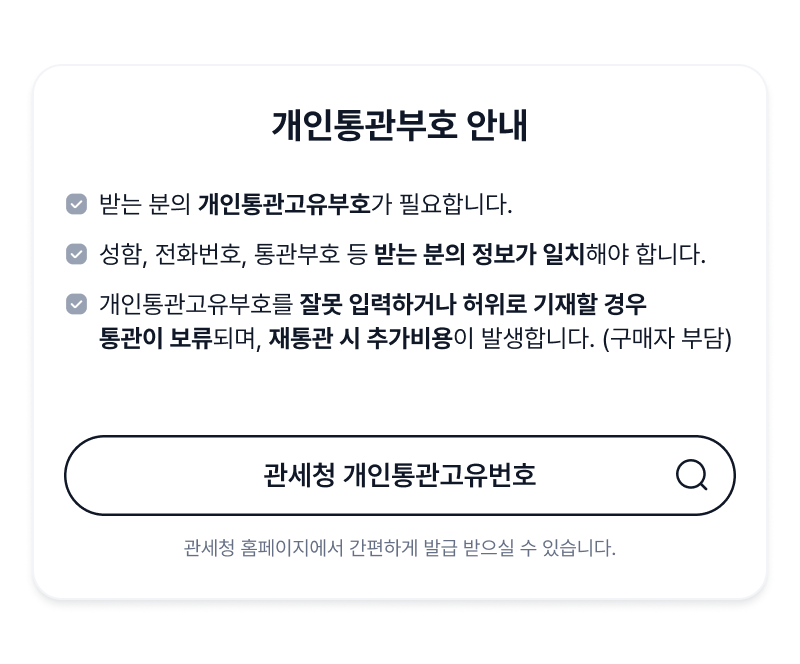 개인통관부호 안내
받는 분의 개인통관고유부호가 필요합니다.
성함, 전화번호, 통관부호 등 받는 분의 정보가 일치해야 합니다.
개인통관고유부호를 잘못 입력하거나 허위로 기재할 경우
통관이 보류되며, 재통관 시 추가비용이 발생합니다. (구매자 부담)
관세청 개인통관고유번호
관세청 홈페이지에서 간편하게 발급 받으실 수 있습니다.